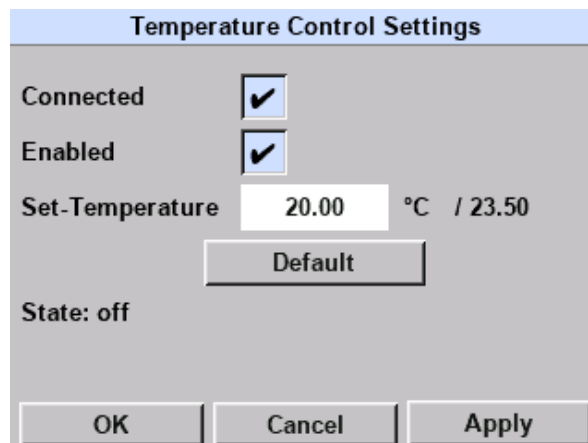 Temperature Control Settings
Connected
Enabled
Set-Temperature 20.00 °C / 23.50
Default
State: off
OK Cancel Apply